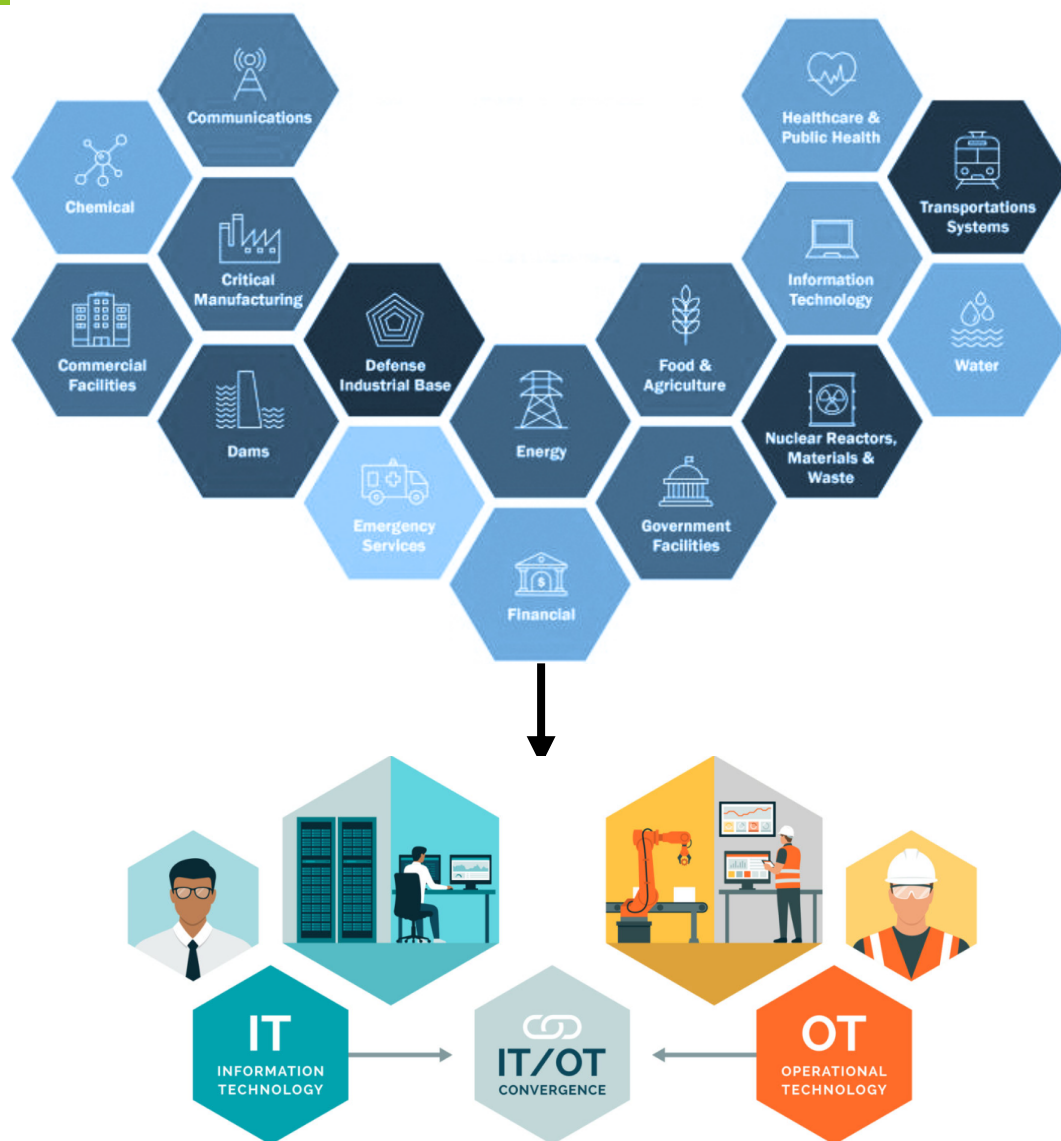 Communications
Healthcare &
Public Health
Chemical
Transportations
Systems
Critical
Manufacturing
Information
Technology
Commercial
Facilities
Defense
Industrial Base
Food &
Agriculture
Water
Dams
Energy
Nuclear Reactors,
Materials &
Waste
Emergency
Services
Government
Facilities
$
Financial
IT
INFORMATION
TECHNOLOGY
IT/OT
CONVERGENCE
OT
OPERATIONAL
TECHNOLOGY